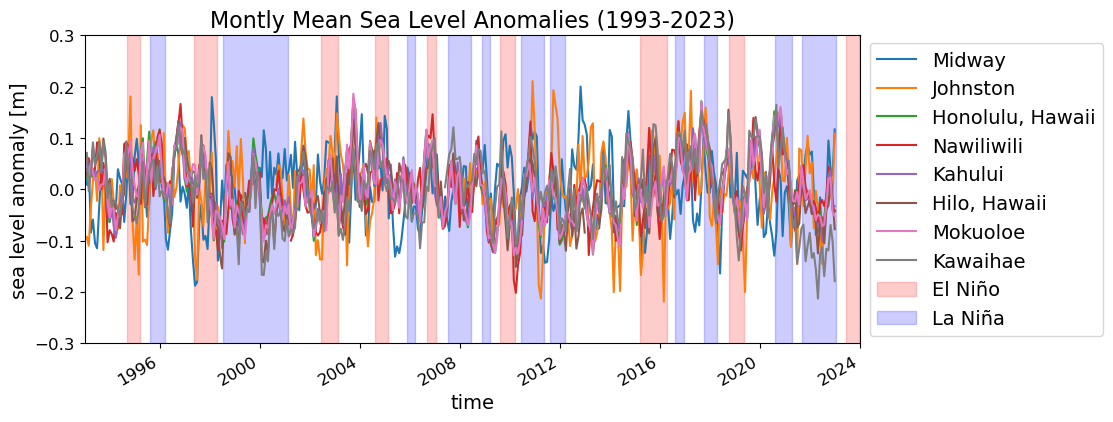 Montly Mean Sea Level Anomalies (1993-2023)
sea level anomaly [m]
0.3
0.2
0.1
0.0
−0.1
−0.2
−0.3
1996
2000
2004
2008
2012
2016
2020
2024
time
Midway
Johnston
Honolulu, Hawaii
Nawiliwili
Kahului
Hilo, Hawaii
Mokuoloe
Kawaihae
El Niño
La Niña